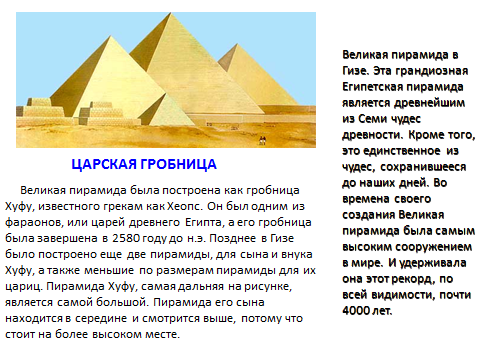 ЦАРСКАЯ ГРОБНИЦА
Великая пирамида была построена как гробница
Хуфу, известного грекам как Хеопс. Он был одним из
фараонов, или царей древнего Египта, а его гробница
была завершена в 2580 году до н.э. Позднее в Гизе
было построено еще две пирамиды, для сына и внука
Хуфу, а также меньшие по размерам пирамиды для их
цариц. Пирамида Хуфу, самая дальняя на рисунке,
является самой большой. Пирамида его сына
находится в середине и смотрится выше, потому что
стоит на более высоком месте.
Великая пирамида в
Гизе. Эта грандиозная
Египетская пирамида
является древнейшим
из Семи чудес
древности. Кроме того,
это единственное из
чудес, сохранившееся
до наших дней. Во
времена своего
создания Великая
пирамида была самым
высоким сооружением
в мире. И удерживала
она этот рекорд, по
всей видимости, почти
4000 лет.